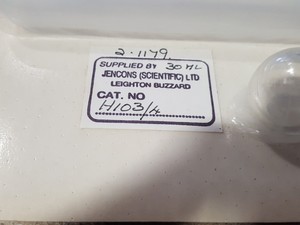 2.1179.
SUPPLIED BY 30 ML
JENCONS (SCIENTIFIC) LTD
LEIGHTON BUZZARD
CAT. NO
H103/4